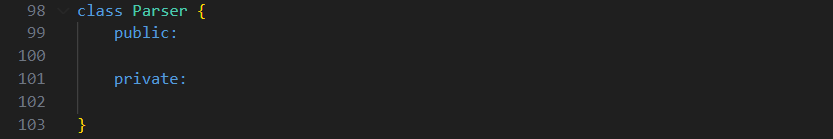 98 class Parser {
99     public:
100
101     private:
102
103 }